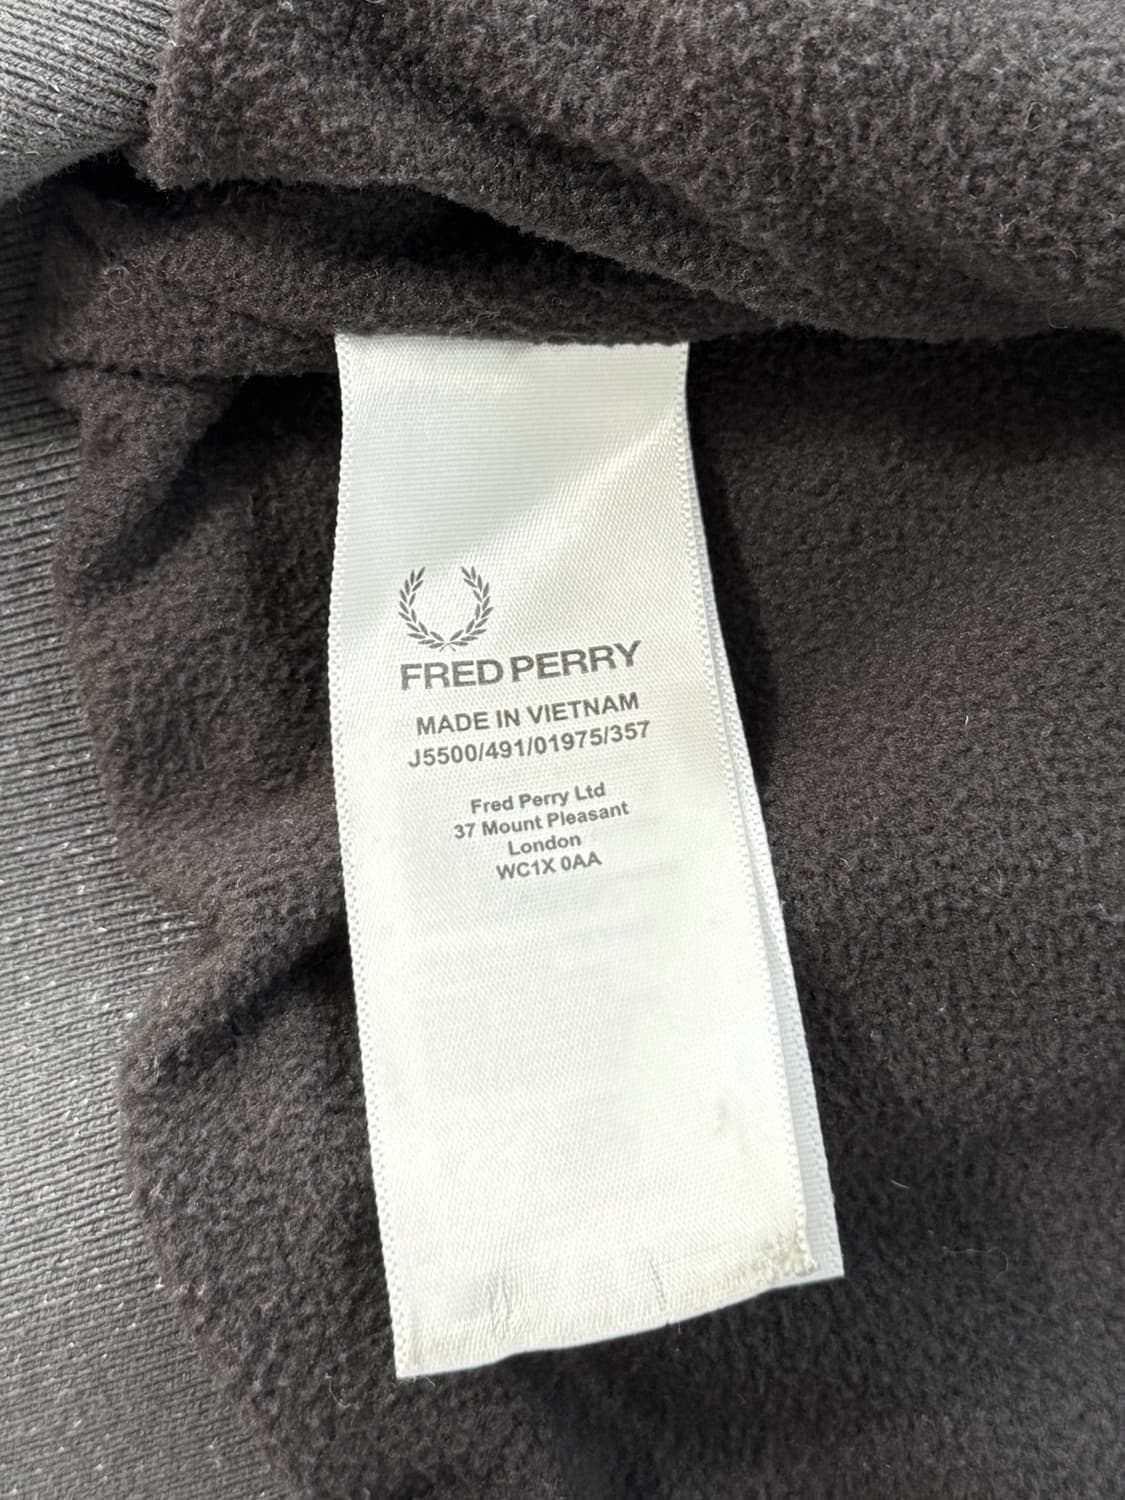 FRED PERRY
MADE IN VIETNAM
J5500/491/01975/357
Fred Perry Ltd
37 Mount Pleasant
London
WC1X 0AA